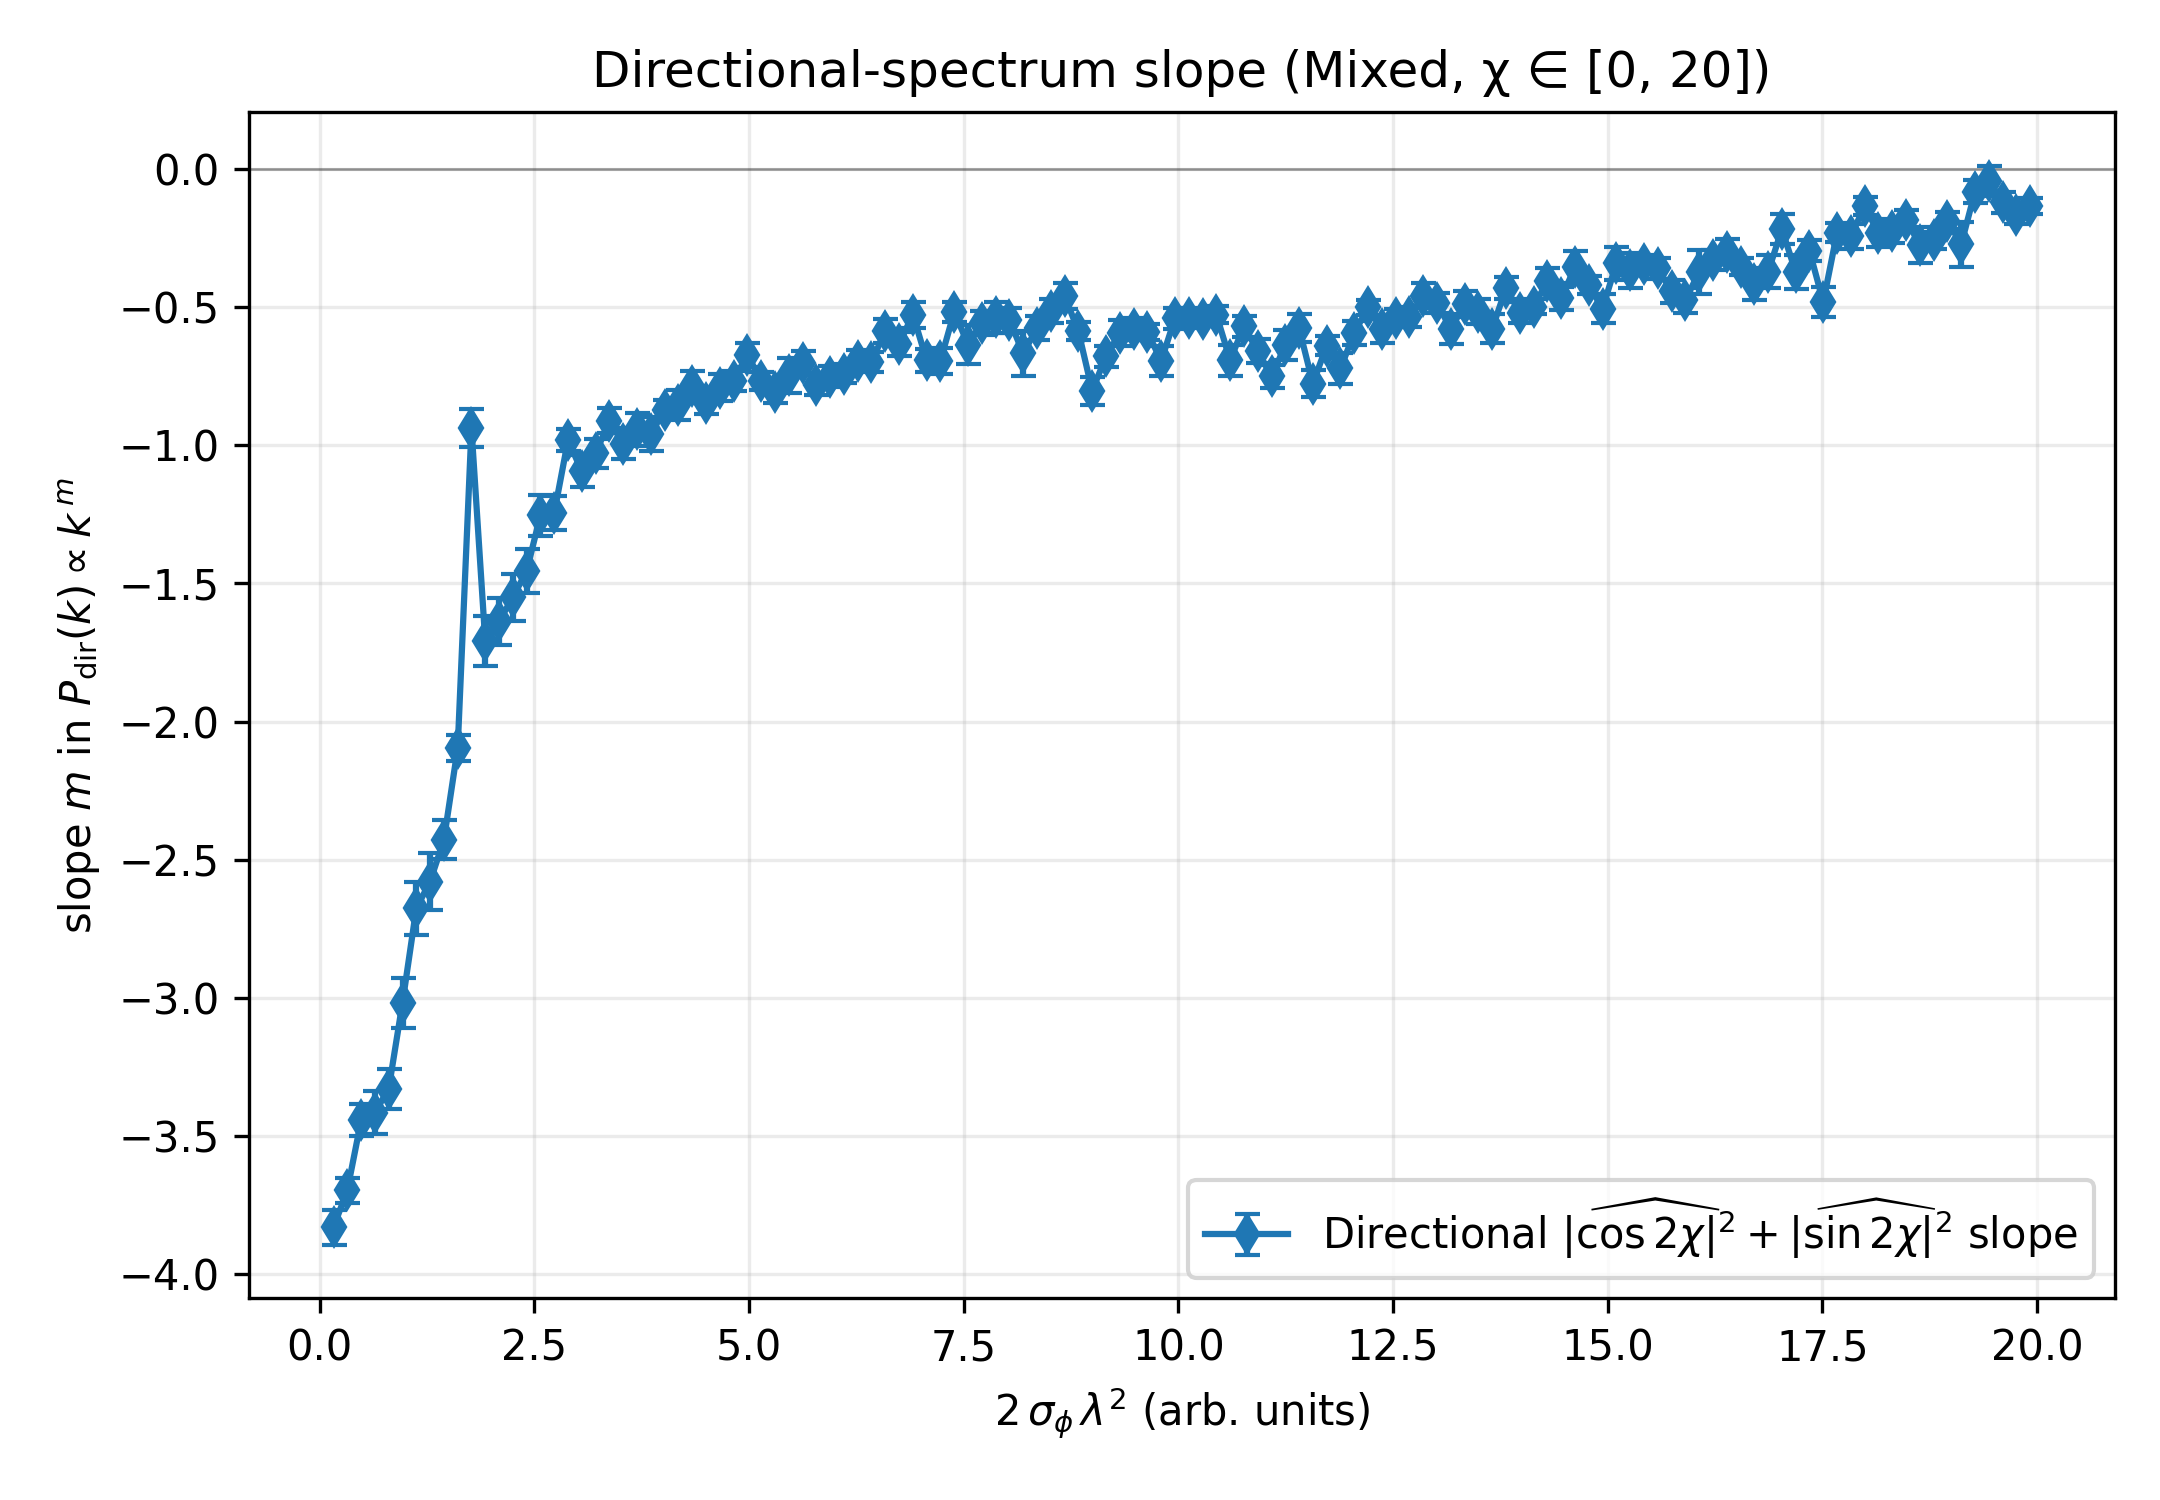 Directional-spectrum slope (Mixed, χ ∈ [0, 20])
slope m in P_dir(k) ∝ k^m
0.0
−0.5
−1.0
−1.5
−2.0
−2.5
−3.0
−3.5
−4.0
Directional |\widehat{cos 2χ}|² + |\widehat{sin 2χ}|² slope
0.0 2.5 5.0 7.5 10.0 12.5 15.0 17.5 20.0
2 σ_ϕ λ² (arb. units)